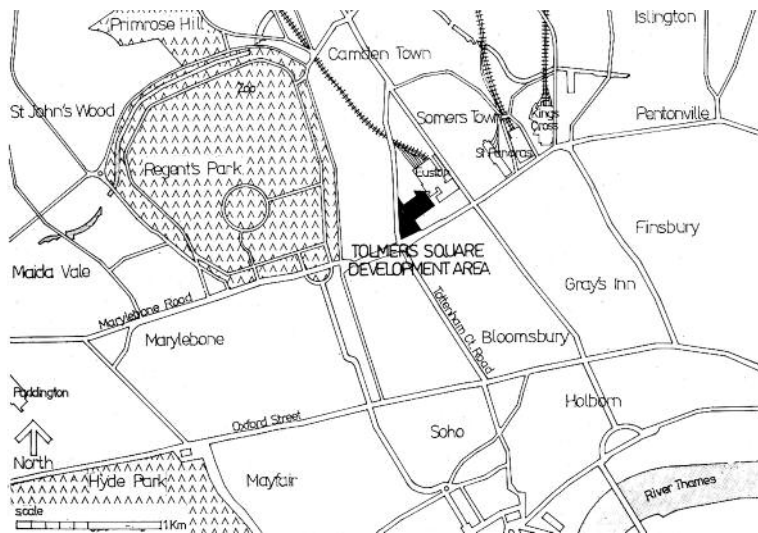 Primrose Hill
Islington
Camden Town
Zoo
St John's Wood
Somers Town
Kings
Cross
Pentonville
St Pancras
Regent's Park
Euston
Finsbury
TOLMERS SQUARE
DEVELOPMENT AREA
Maida Vale
Gray's Inn
Marylebone Road
Tottenham Ct. Road
Marylebone
Bloomsbury
Paddington
Oxford Street
Holborn
Soho
North
Hyde Park
Mayfair
River Thames
scale
1Km